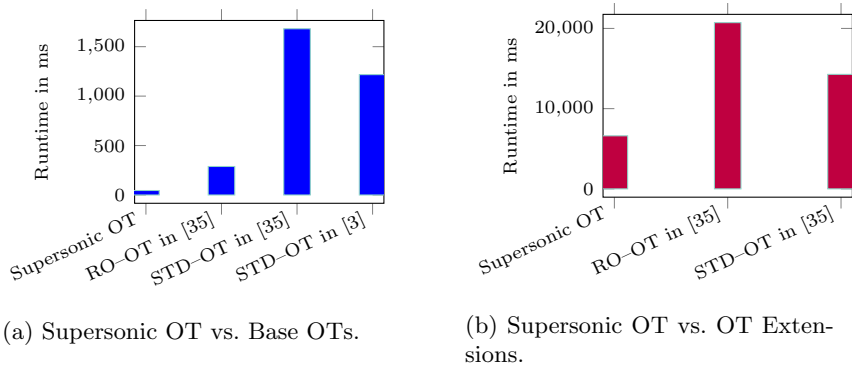 Runtime in ms
1,500
1,000
500
0
Supersonic OT
RO–OT in [35]
STD–OT in [35]
STD–OT in [3]
(a) Supersonic OT vs. Base OTs.
Runtime in ms
20,000
10,000
0
Supersonic OT
RO–OT in [35]
STD–OT in [35]
(b) Supersonic OT vs. OT Exten-
sions.